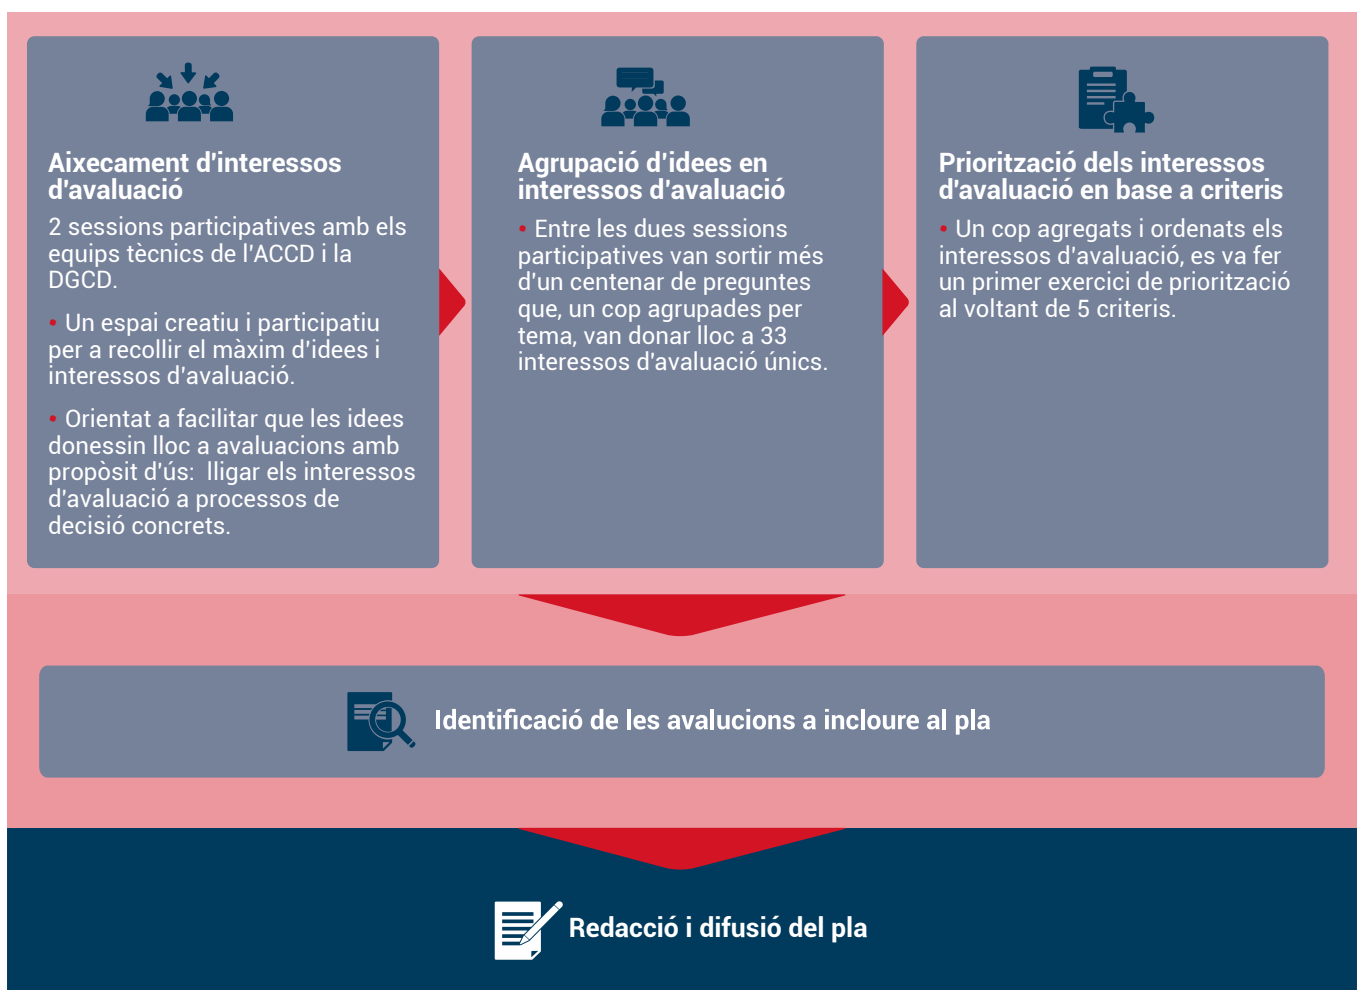 Aixecament d'interessos
d'avaluació
2 sessions participatives amb els
equips tècnics de l'ACCD i la
DGCD.
• Un espai creatiu i participatiu
per a recollir el màxim d'idees i
interessos d'avaluació.
• Orientat a facilitar que les idees
donessin lloc a avaluacions amb
propòsit d'ús: lligar els interessos
d'avaluació a processos de
decisió concrets.
Agrupació d'idees en
interessos d'avaluació
• Entre les dues sessions
participatives van sortir més
d'un centenar de preguntes
que, un cop agrupades per
tema, van donar lloc a 33
interessos d'avaluació únics.
Priorització dels interessos
d'avaluació en base a criteris
• Un cop agregats i ordenats els
interessos d'avaluació, es va fer
un primer exercici de priorització
al voltant de 5 criteris.
Identificació de les avalucions a incloure al pla
Redacció i difusió del pla